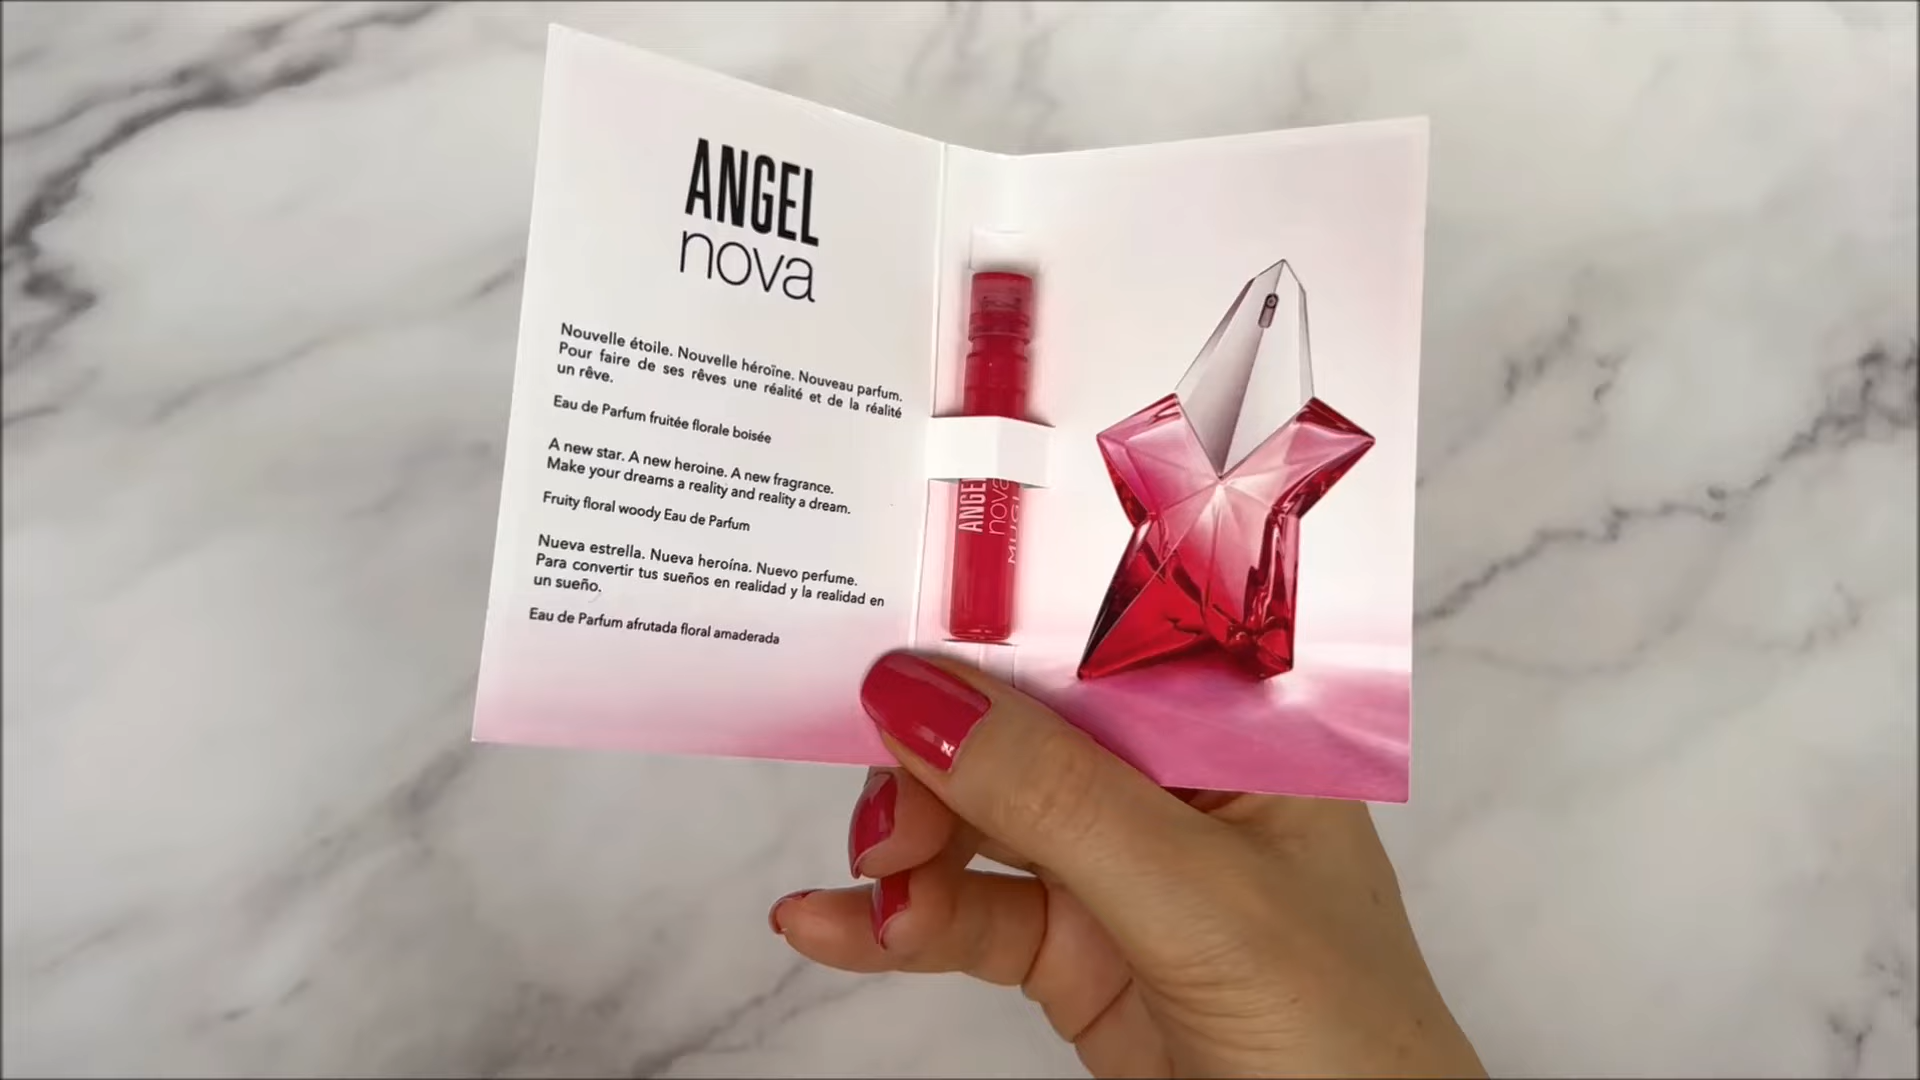 ANGEL
nova
Nouvelle étoile. Nouvelle héroïne. Nouveau parfum.
Pour faire de ses rêves une réalité et de la réalité
un rêve.
Eau de Parfum fruitée florale boisée
A new star. A new heroine. A new fragrance.
Make your dreams a reality and reality a dream.
Fruity floral woody Eau de Parfum
Nueva estrella. Nueva heroína. Nuevo perfume.
Para convertir tus sueños en realidad y la realidad en
un sueño.
Eau de Parfum afrutada floral amaderada
ANGEL
nova